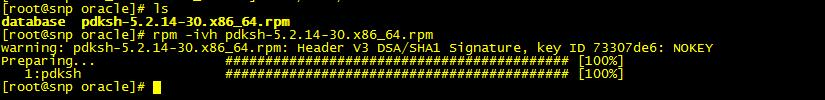 [root@snp oracle]# ls
database  pdksh-5.2.14-30.x86_64.rpm
[root@snp oracle]# rpm -ivh pdksh-5.2.14-30.x86_64.rpm
warning: pdksh-5.2.14-30.x86_64.rpm: Header V3 DSA/SHA1 Signature, key ID 73307de6: NOKEY
Preparing...                ########################################### [100%]
   1:pdksh                  ########################################### [100%]
[root@snp oracle]#